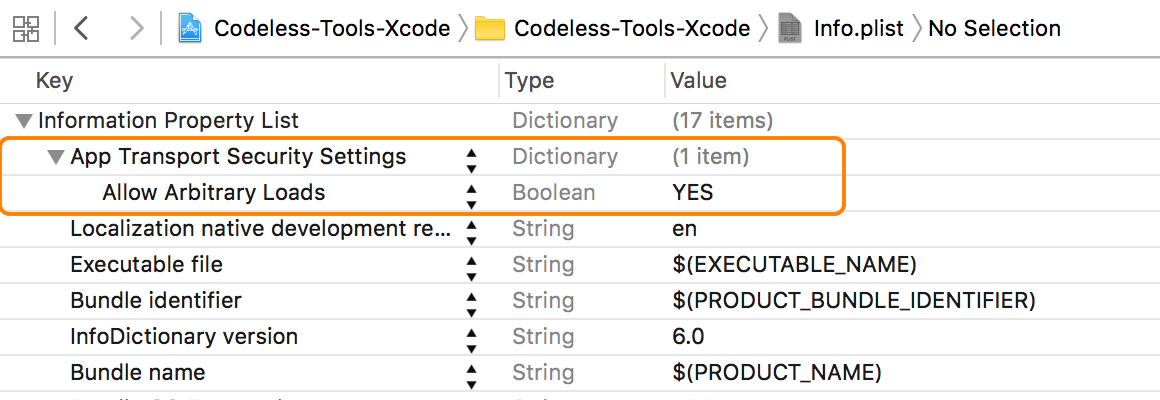 Codeless-Tools-Xcode Codeless-Tools-Xcode Info.plist No Selection
Key Type Value
Information Property List Dictionary (17 items)
App Transport Security Settings Dictionary (1 item)
Allow Arbitrary Loads Boolean YES
Localization native development re... String en
Executable file String $(EXECUTABLE_NAME)
Bundle identifier String $(PRODUCT_BUNDLE_IDENTIFIER)
InfoDictionary version String 6.0
Bundle name String $(PRODUCT_NAME)